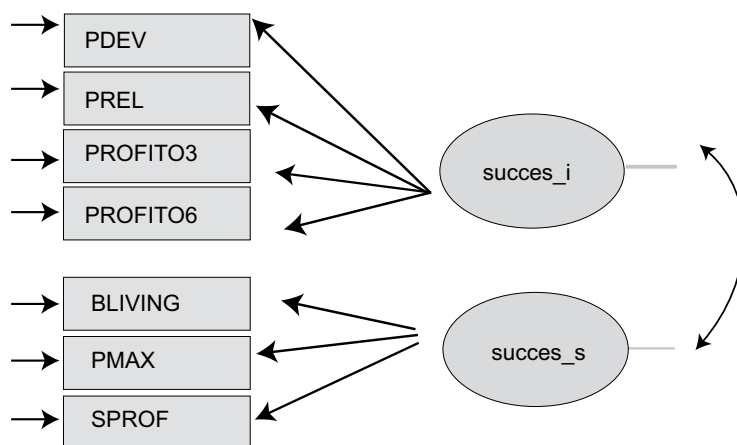 PDEV
PREL
PROFITO3
PROFITO6
succes_i
BLIVING
PMAX
SPROF
succes_s